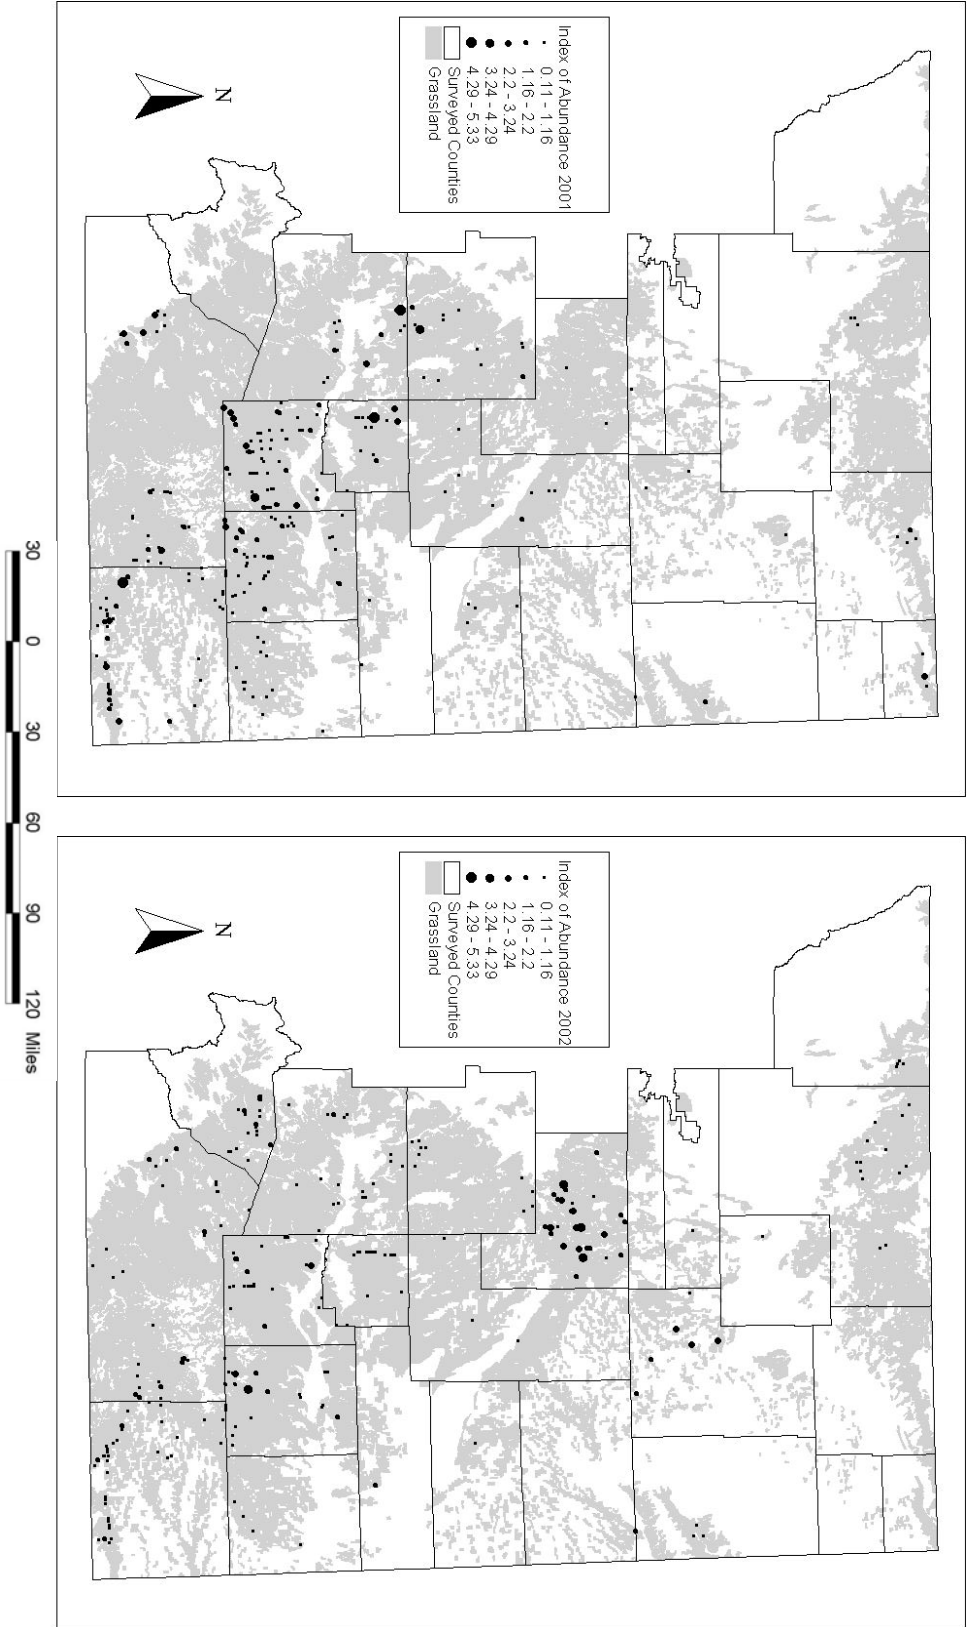 Index of Abundance 2001
0.11 - 1.16
1.16 - 2.2
2.2 - 3.24
3.24 - 4.29
4.29 - 5.33
Surveyed Counties
Grassland
N
Index of Abundance 2002
0.11 - 1.16
1.16 - 2.2
2.2 - 3.24
3.24 - 4.29
4.29 - 5.33
Surveyed Counties
Grassland
N
30 0 30 60 90 120 Miles